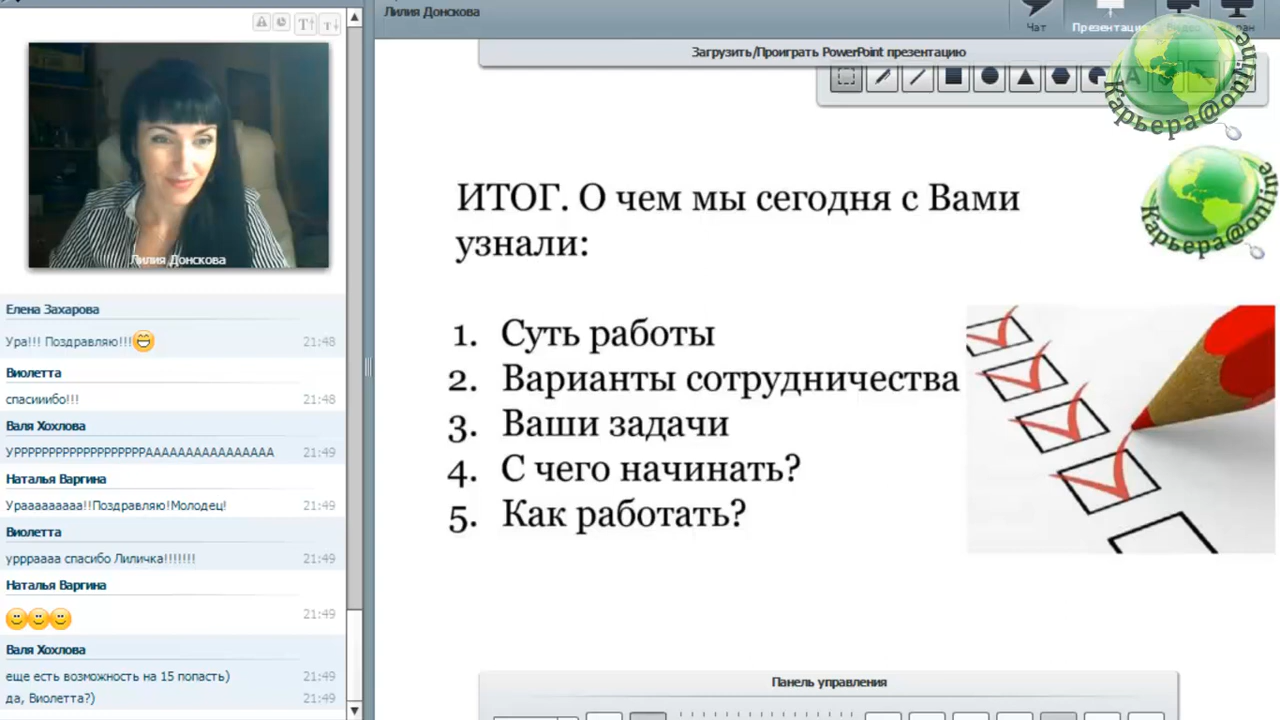 Лилия Донскова
Чат
Презентация
Загрузить/Проиграть PowerPoint презентацию
Карьера@online
Карьера@online
ИТОГ. О чем мы сегодня с Вами
узнали:
1. Суть работы
2. Варианты сотрудничества
3. Ваши задачи
4. С чего начинать?
5. Как работать?
Панель управления
Лилия Донскова
Елена Захарова
Ура!!! Поздравляю!!! 21:48
Виолетта
спасииибо!!! 21:48
Валя Хохлова
УРРРРРРРРРРРРРРРРРРРАААААААААААААААА 21:49
Наталья Варгина
Урааааааааа!!Поздравляю!Молодец! 21:49
Виолетта
урррaaaa спасибо Лиличка!!!!!!! 21:49
Наталья Варгина
21:49
Валя Хохлова
еще есть возможность на 15 попасть) 21:49
да, Виолетта?) 21:49